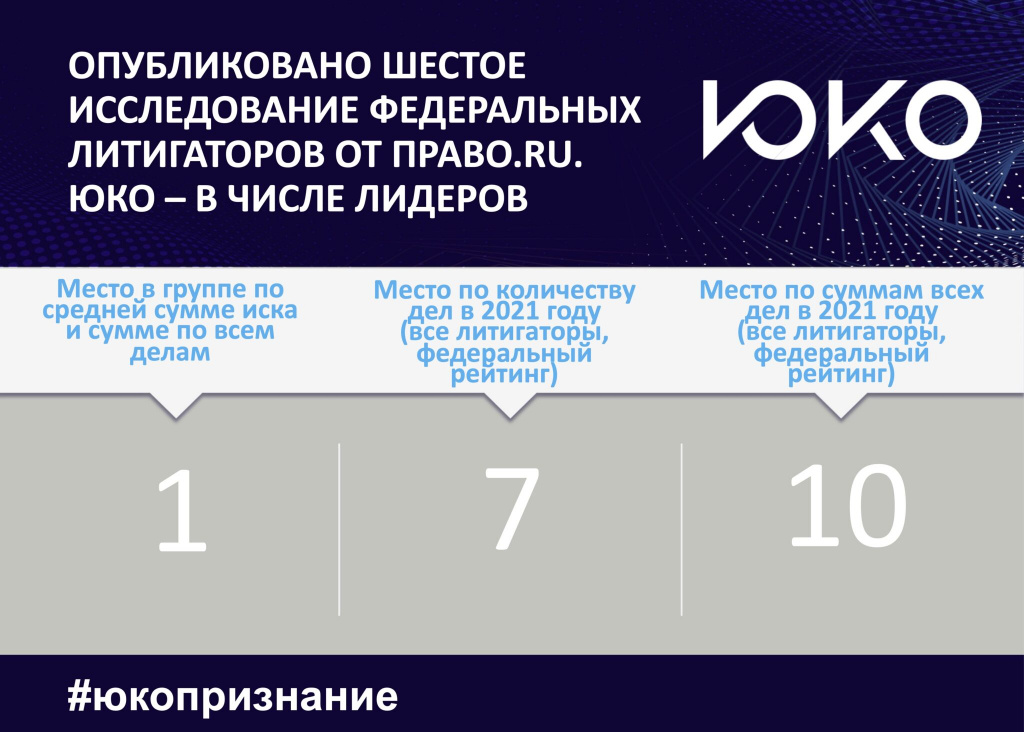 ОПУБЛИКОВАНО ШЕСТОЕ
ИССЛЕДОВАНИЕ ФЕДЕРАЛЬНЫХ
ЛИТИГАТОРОВ ОТ ПРАВО.RU.
ЮКО – В ЧИСЛЕ ЛИДЕРОВ
ЮКО
Место в группе по
средней сумме иска
и сумме по всем
делам
Место по количеству
дел в 2021 году
(все литигаторы,
федеральный
рейтинг)
Место по суммам всех
дел в 2021 году
(все литигаторы,
федеральный
рейтинг)
1
7
10
#юкопризнание